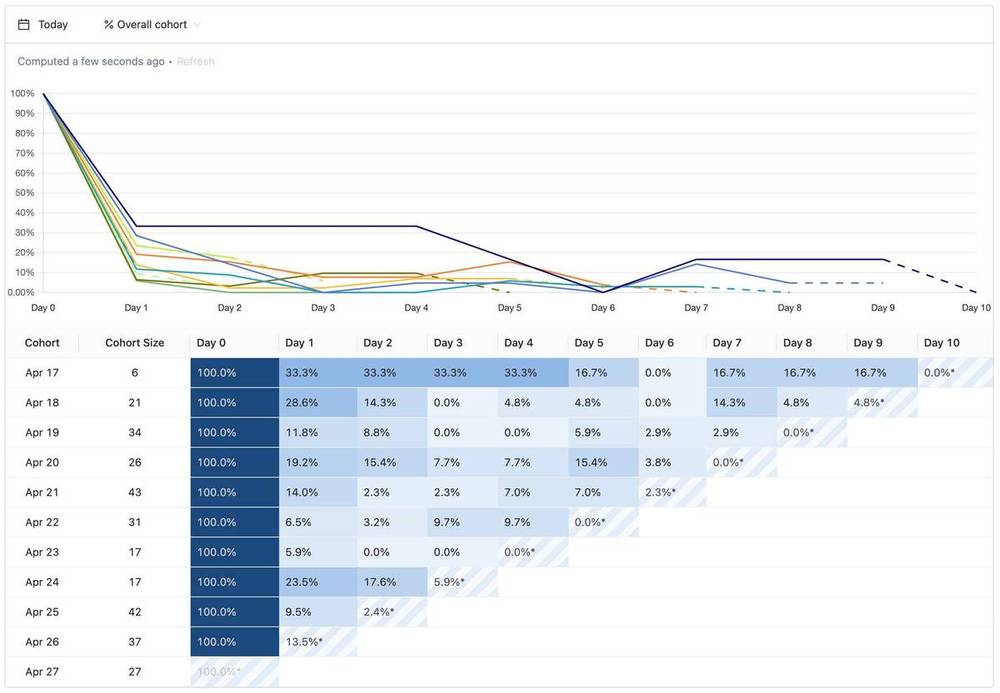 Today % Overall cohort
Computed a few seconds ago • Refresh
100%
90%
80%
70%
60%
50%
40%
30%
20%
10%
0.00%
Day 0 Day 1 Day 2 Day 3 Day 4 Day 5 Day 6 Day 7 Day 8 Day 9 Day 10
Cohort Cohort Size Day 0 Day 1 Day 2 Day 3 Day 4 Day 5 Day 6 Day 7 Day 8 Day 9 Day 10
Apr 17 6 100.0% 33.3% 33.3% 33.3% 33.3% 16.7% 0.0% 16.7% 16.7% 16.7% 0.0%*
Apr 18 21 100.0% 28.6% 14.3% 0.0% 4.8% 4.8% 0.0% 14.3% 4.8% 4.8%*
Apr 19 34 100.0% 11.8% 8.8% 0.0% 0.0% 5.9% 2.9% 2.9% 0.0%*
Apr 20 26 100.0% 19.2% 15.4% 7.7% 7.7% 15.4% 3.8% 0.0%*
Apr 21 43 100.0% 14.0% 2.3% 2.3% 7.0% 7.0% 2.3%*
Apr 22 31 100.0% 6.5% 3.2% 9.7% 9.7% 0.0%*
Apr 23 17 100.0% 5.9% 0.0% 0.0% 0.0%*
Apr 24 17 100.0% 23.5% 17.6% 5.9%*
Apr 25 42 100.0% 9.5% 2.4%*
Apr 26 37 100.0% 13.5%*
Apr 27 27 100.0%*